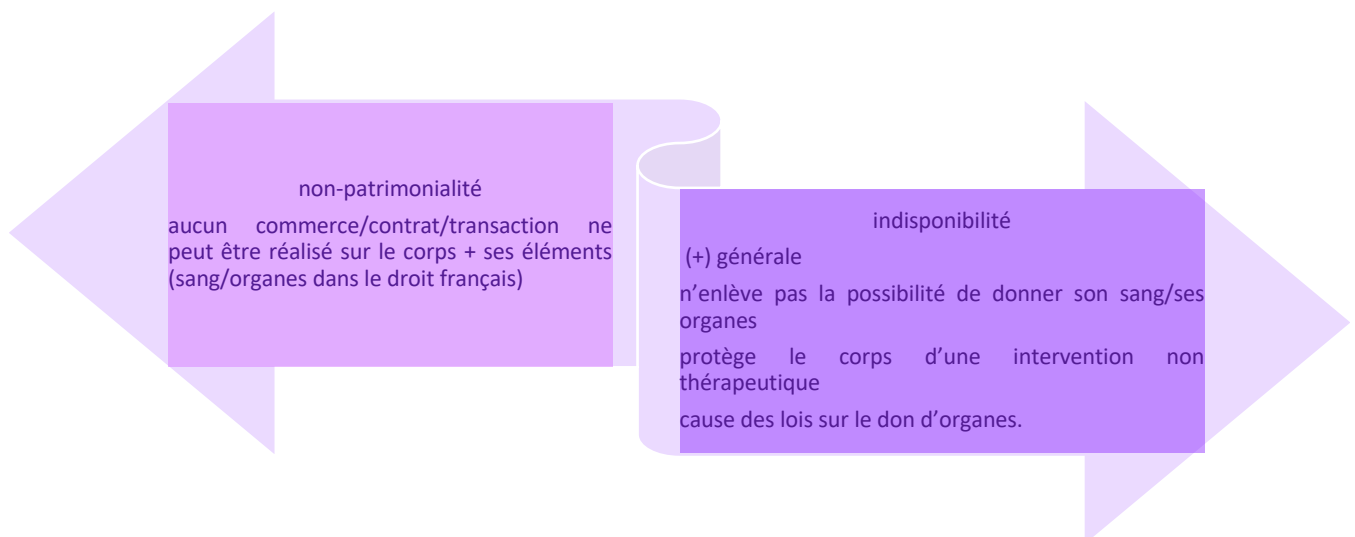 non-patrimonialité
aucun commerce/contrat/transaction ne
peut être réalisé sur le corps + ses éléments
(sang/organes dans le droit français)
indisponibilité
(+) générale
n’enlève pas la possibilité de donner son sang/ses
organes
protège le corps d’une intervention non
thérapeutique
cause des lois sur le don d’organes.